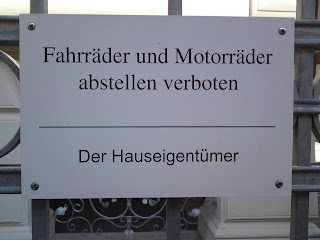 Fahrräder und Motorräder
abstellen verboten
Der Hauseigentümer